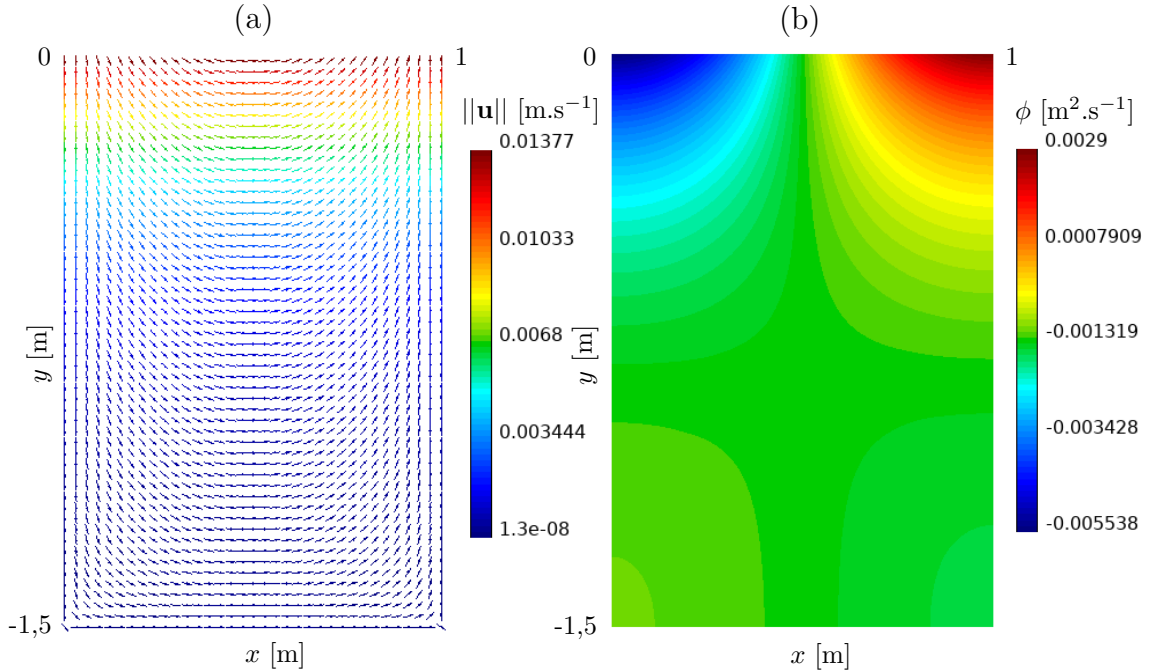 (a)
(b)
0
1
||u|| [m.s⁻¹]
0.01377
0.01033
0.0068
0.003444
1.3e-08
y [m]
-1,5
x [m]
0
1
ϕ [m².s⁻¹]
0.0029
0.0007909
-0.001319
-0.003428
-0.005538
y [m]
-1,5
x [m]